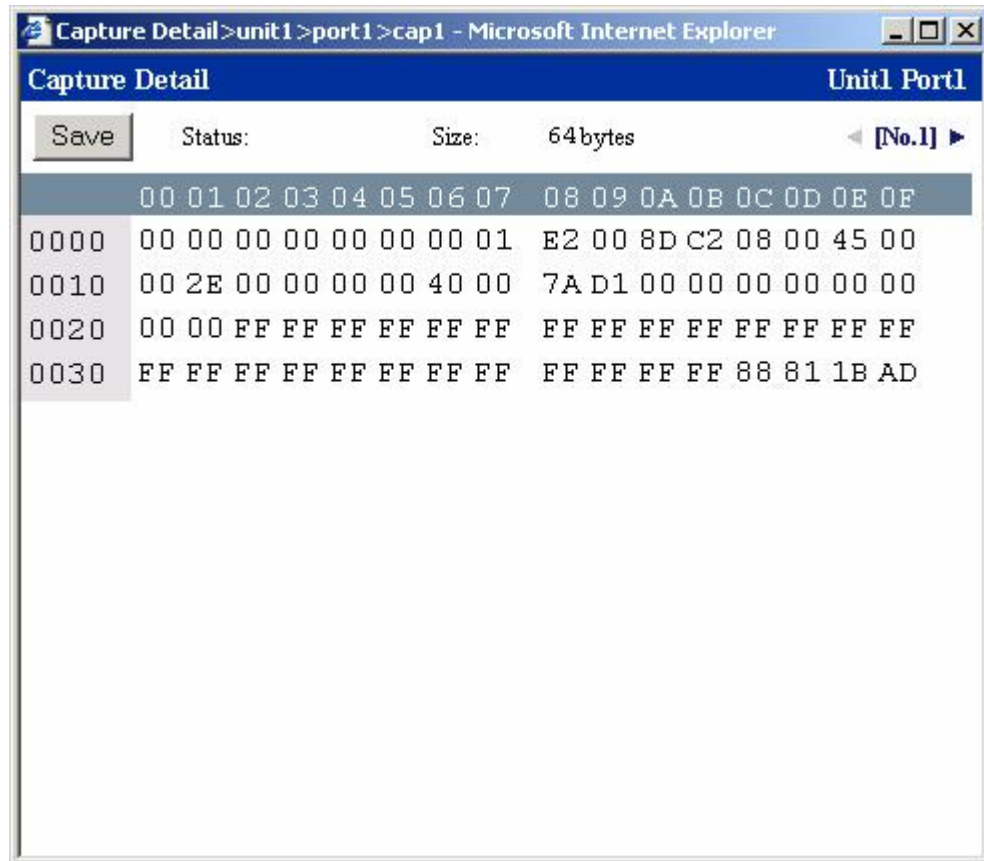 Capture Detail>unit1>port1>cap1 - Microsoft Internet Explorer
Capture Detail Unit1 Port1
Save Status: Size: 64bytes ◄ [No.1] ►
00 01 02 03 04 05 06 07 08 09 0A 0B 0C 0D 0E 0F
0000 00 00 00 00 00 00 00 01 E2 00 8D C2 08 00 45 00
0010 00 2E 00 00 00 00 40 00 7A D1 00 00 00 00 00 00
0020 00 00 FF FF FF FF FF FF FF FF FF FF FF FF FF FF
0030 FF FF FF FF FF FF FF FF FF FF FF FF 88 81 1B AD